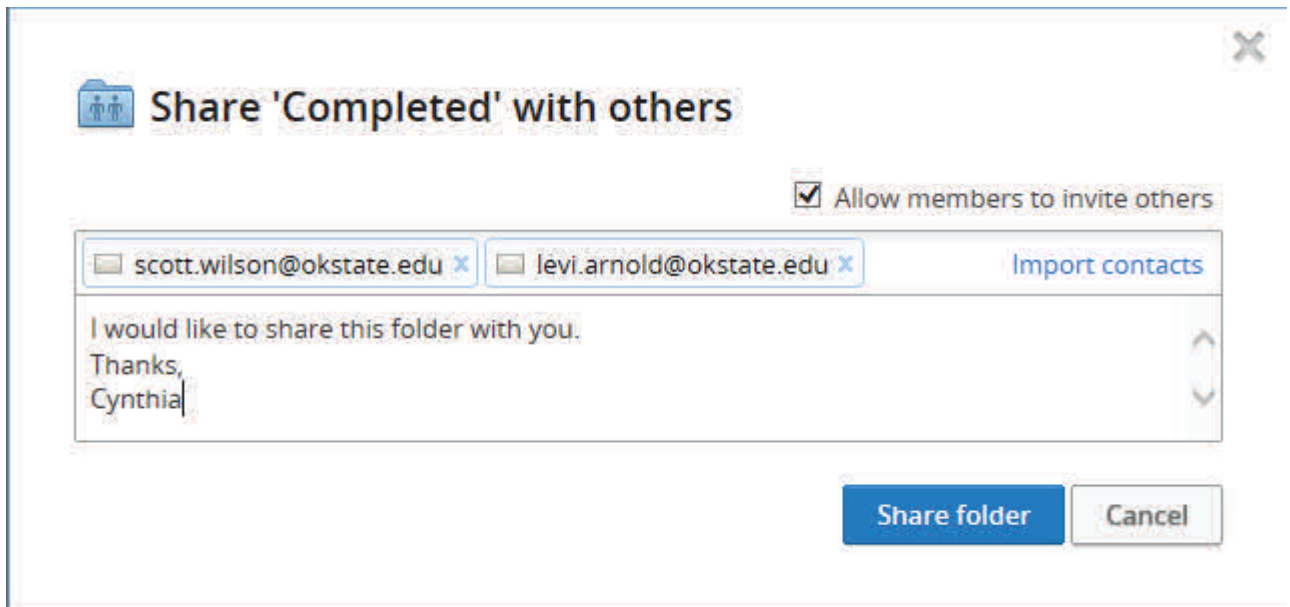 Share 'Completed' with others
Allow members to invite others
scott.wilson@okstate.edu levi.arnold@okstate.edu Import contacts
I would like to share this folder with you.
Thanks,
Cynthia
Share folder Cancel